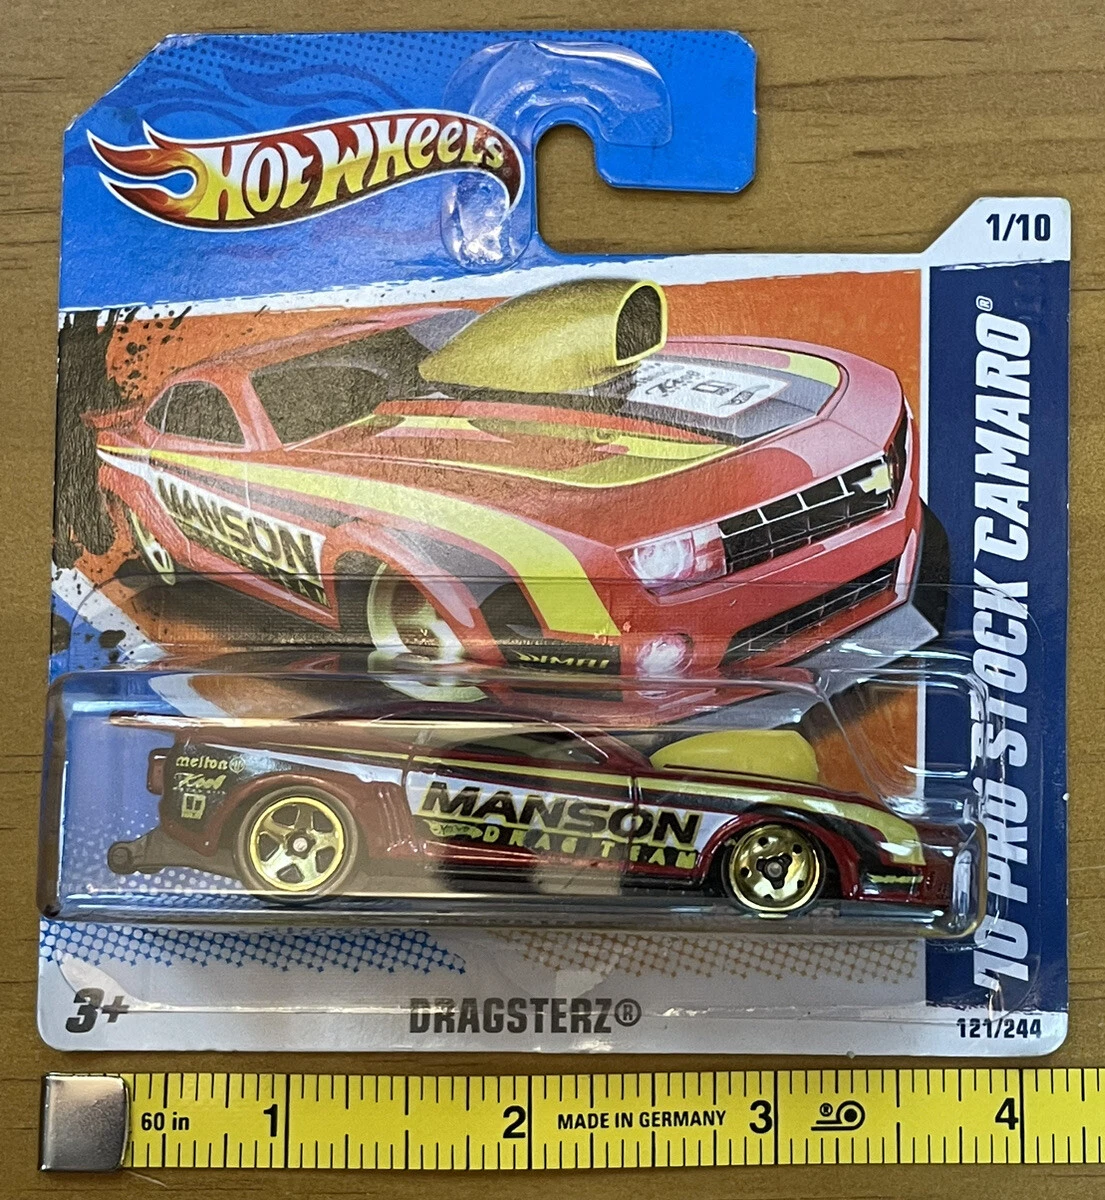 HOT WHEELS®
1/10
'10 PRO STOCK CAMARO®
MANSON
melton
MANSON
DRAG TEAM
3+
DRAGSTERZ®
121/244
60 in
1
2
MADE IN GERMANY
3
®
4